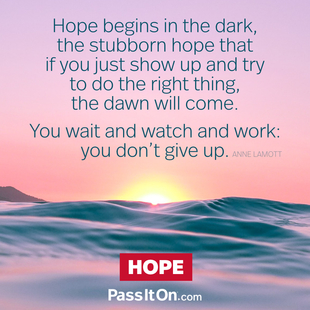 Hope begins in the dark,
the stubborn hope that
if you just show up and try
to do the right thing,
the dawn will come.
You wait and watch and work:
you don’t give up. ANNE LAMOTT
HOPE
PassItOn.com